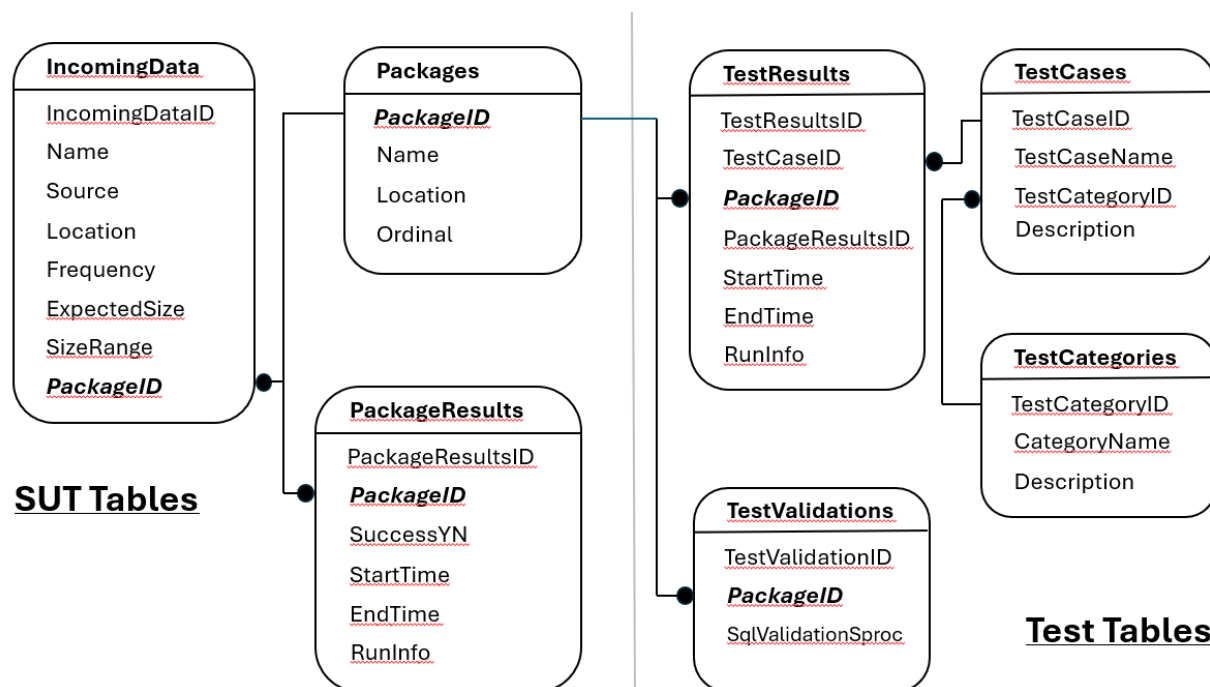 IncomingData
IncomingDataID
Name
Source
Location
Frequency
ExpectedSize
SizeRange
PackageID
SUT Tables
Packages
PackageID
Name
Location
Ordinal
PackageResults
PackageResultsID
PackageID
SuccessYN
StartTime
EndTime
RunInfo
TestResults
TestResultsID
TestCaseID
PackageID
PackageResultsID
StartTime
EndTime
RunInfo
TestValidations
TestValidationID
PackageID
SqlValidationSproc
TestCases
TestCaseID
TestCaseName
TestCategoryID
Description
TestCategories
TestCategoryID
CategoryName
Description
Test Tables